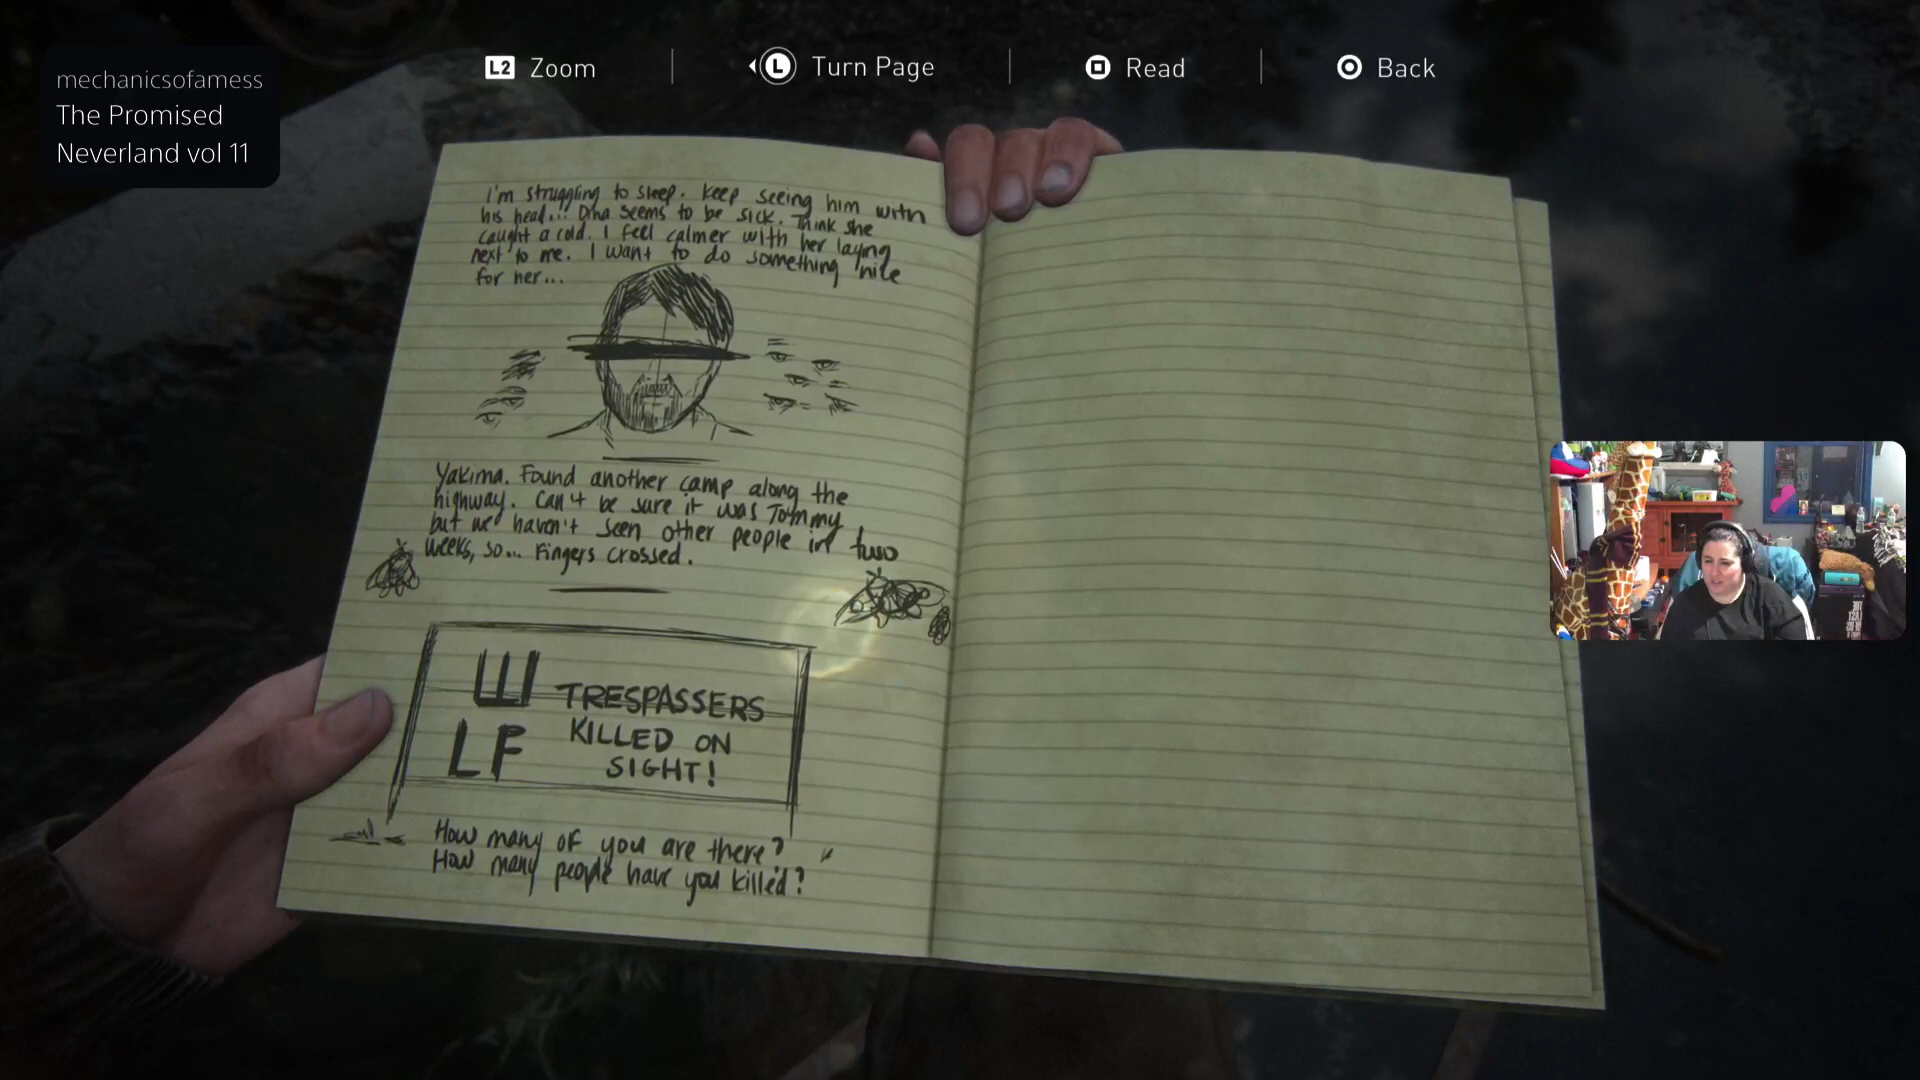 L2 Zoom
L Turn Page
Read
Back
mechanicsofamess
The Promised
Neverland vol 11
I'm struggling to sleep. Keep seeing him with
his head... Dina seems to be sick. Think she
caught a cold. I feel calmer with her laying
next to me. I want to do something nice
for her...
Yakima. Found another camp along the
highway. Can't be sure it was Tommy
but we haven't seen other people in two
weeks, so... Fingers crossed.
W
LF
TRESPASSERS
KILLED ON
SIGHT!
How many of you are there?
How many people have you killed?